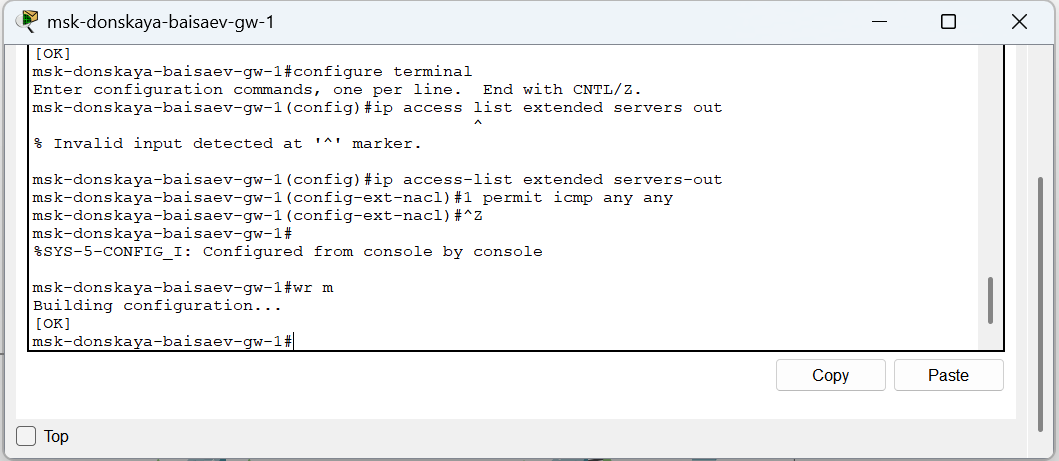 msk-donskaya-baisaev-gw-1
[OK]
msk-donskaya-baisaev-gw-1#configure terminal
Enter configuration commands, one per line.  End with CNTL/Z.
msk-donskaya-baisaev-gw-1(config)#ip access list extended servers out
^
% Invalid input detected at '^' marker.
msk-donskaya-baisaev-gw-1(config)#ip access-list extended servers-out
msk-donskaya-baisaev-gw-1(config-ext-nacl)#1 permit icmp any any
msk-donskaya-baisaev-gw-1(config-ext-nacl)#^Z
msk-donskaya-baisaev-gw-1#
%SYS-5-CONFIG_I: Configured from console by console
msk-donskaya-baisaev-gw-1#wr m
Building configuration...
[OK]
msk-donskaya-baisaev-gw-1#
Copy Paste
Top